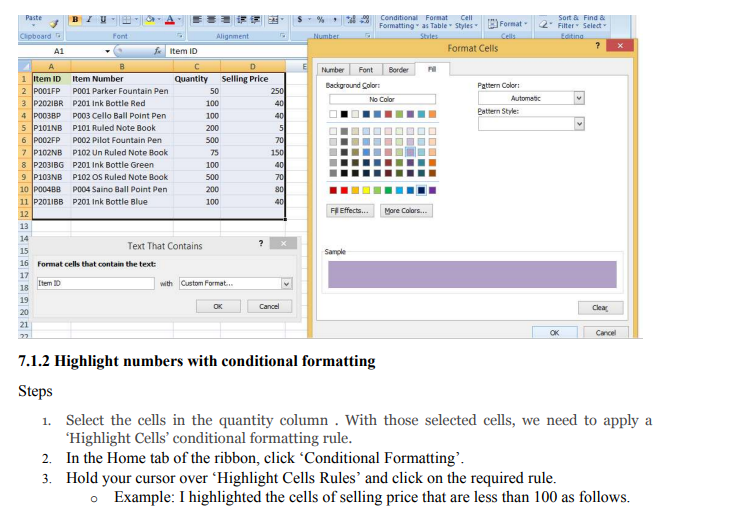 Paste
B I U
A
$ % ,
Conditional Format Cell
Formatting as Table Styles
Format
Sort & Find &
Filter Select
Clipboard Font Alignment Number Styles Cells Editing
A1 fx Item ID
A B C D E
1 Item ID Item Number Quantity Selling Price
2 P001FP P001 Parker Fountain Pen 50 250
3 P202IBR P201 Ink Bottle Red 100 40
4 P003BP P003 Cello Ball Point Pen 100 40
5 P101NB P101 Ruled Note Book 200 5
6 P002FP P002 Pilot Fountain Pen 500 70
7 P102NB P102 Un Ruled Note Book 75 150
8 P203IBG P201 Ink Bottle Green 100 40
9 P103NB P102 OS Ruled Note Book 500 70
10 P004BB P004 Saino Ball Point Pen 200 80
11 P201IBB P201 Ink Bottle Blue 100 40
12
13
14
15
16
17
18
19
20
21
22
Text That Contains ? x
Format cells that contain the text:
Item ID with Custom Format...
OK Cancel
Format Cells ? x
Number Font Border Fill
Background Color:
No Color
Pattern Color:
Automatic
Pattern Style:
Fill Effects... More Colors...
Sample
Clear
OK Cancel
7.1.2 Highlight numbers with conditional formatting
Steps
1. Select the cells in the quantity column . With those selected cells, we need to apply a
‘Highlight Cells’ conditional formatting rule.
2. In the Home tab of the ribbon, click ‘Conditional Formatting’.
3. Hold your cursor over ‘Highlight Cells Rules’ and click on the required rule.
o Example: I highlighted the cells of selling price that are less than 100 as follows.